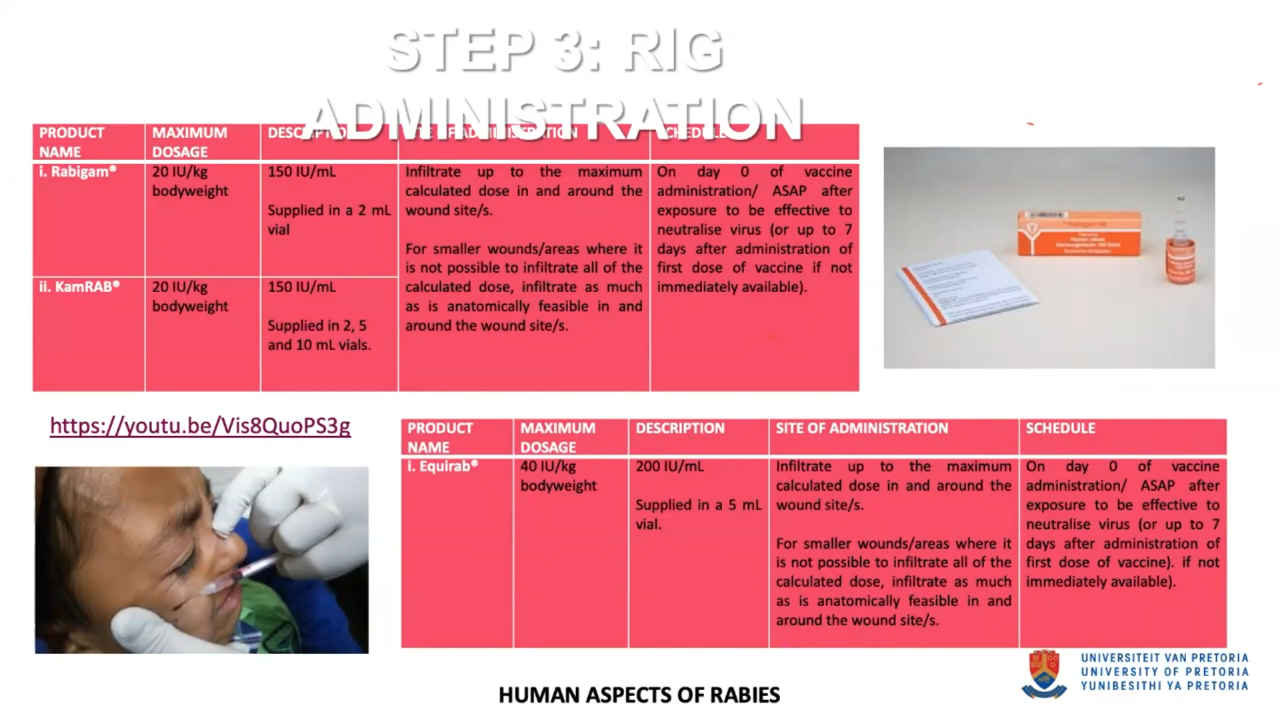 STEP 3: RIG
ADMINISTRATION
PRODUCT
NAME
MAXIMUM
DOSAGE
DESCRIPTION
SITE OF ADMINISTRATION
SCHEDULE
i. Rabigam®
20 IU/kg
bodyweight
150 IU/mL
Supplied in a 2 mL
vial
Infiltrate up to the maximum
calculated dose in and around the
wound site/s.
For smaller wounds/areas where it
is not possible to infiltrate all of the
calculated dose, infiltrate as much
as is anatomically feasible in and
around the wound site/s.
On day 0 of vaccine
administration/ ASAP after
exposure to be effective to
neutralise virus (or up to 7
days after administration of
first dose of vaccine if not
immediately available).
ii. KamRAB®
20 IU/kg
bodyweight
150 IU/mL
Supplied in 2, 5
and 10 mL vials.
https://youtu.be/Vis8QuoPS3g
PRODUCT
NAME
MAXIMUM
DOSAGE
DESCRIPTION
SITE OF ADMINISTRATION
SCHEDULE
i. Equirab®
40 IU/kg
bodyweight
200 IU/mL
Supplied in a 5 mL
vial.
Infiltrate up to the maximum
calculated dose in and around the
wound site/s.
For smaller wounds/areas where it
is not possible to infiltrate all of the
calculated dose, infiltrate as much
as is anatomically feasible in and
around the wound site/s.
On day 0 of vaccine
administration/ ASAP after
exposure to be effective to
neutralise virus (or up to 7
days after administration of
first dose of vaccine). if not
immediately available).
HUMAN ASPECTS OF RABIES
UNIVERSITEIT VAN PRETORIA
UNIVERSITY OF PRETORIA
YUNIBESITHI YA PRETORIA